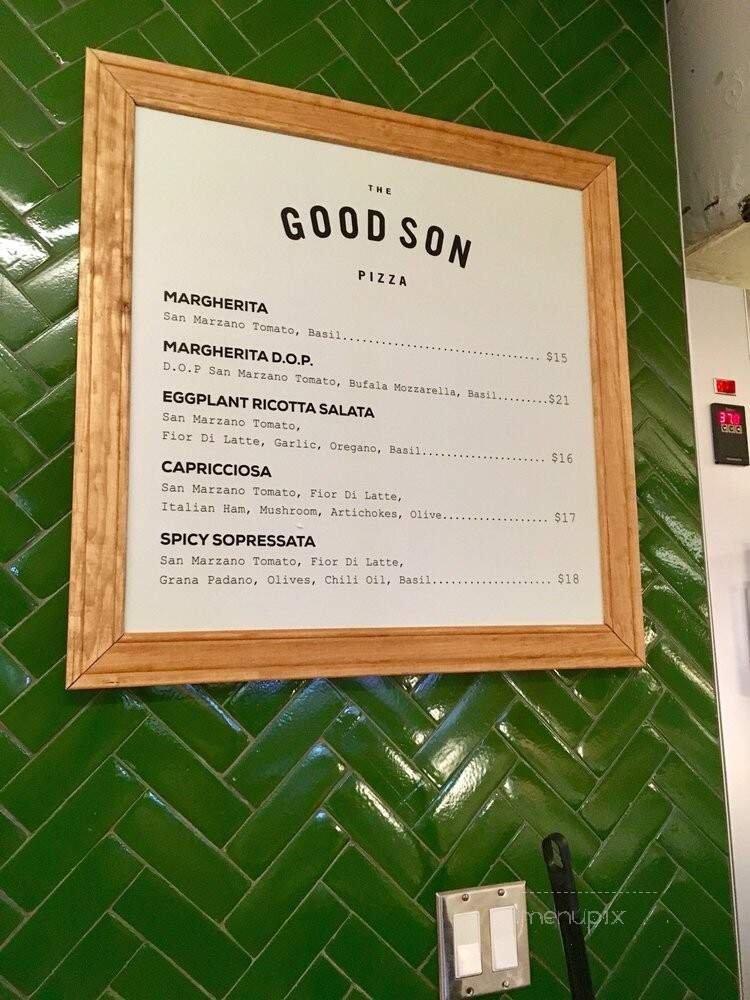 THE
GOOD SON
PIZZA
MARGHERITA
San Marzano Tomato, Basil................................ $15
MARGHERITA D.O.P.
D.O.P San Marzano Tomato, Bufala Mozzarella, Basil........$21
EGGPLANT RICOTTA SALATA
San Marzano Tomato,
Fior Di Latte, Garlic, Oregano, Basil.................... $16
CAPRICCIOSA
San Marzano Tomato, Fior Di Latte,
Italian Ham, Mushroom, Artichokes, Olive................. $17
SPICY SOPRESSATA
San Marzano Tomato, Fior Di Latte,
Grana Padano, Olives, Chili Oil, Basil.................... $18
menupix